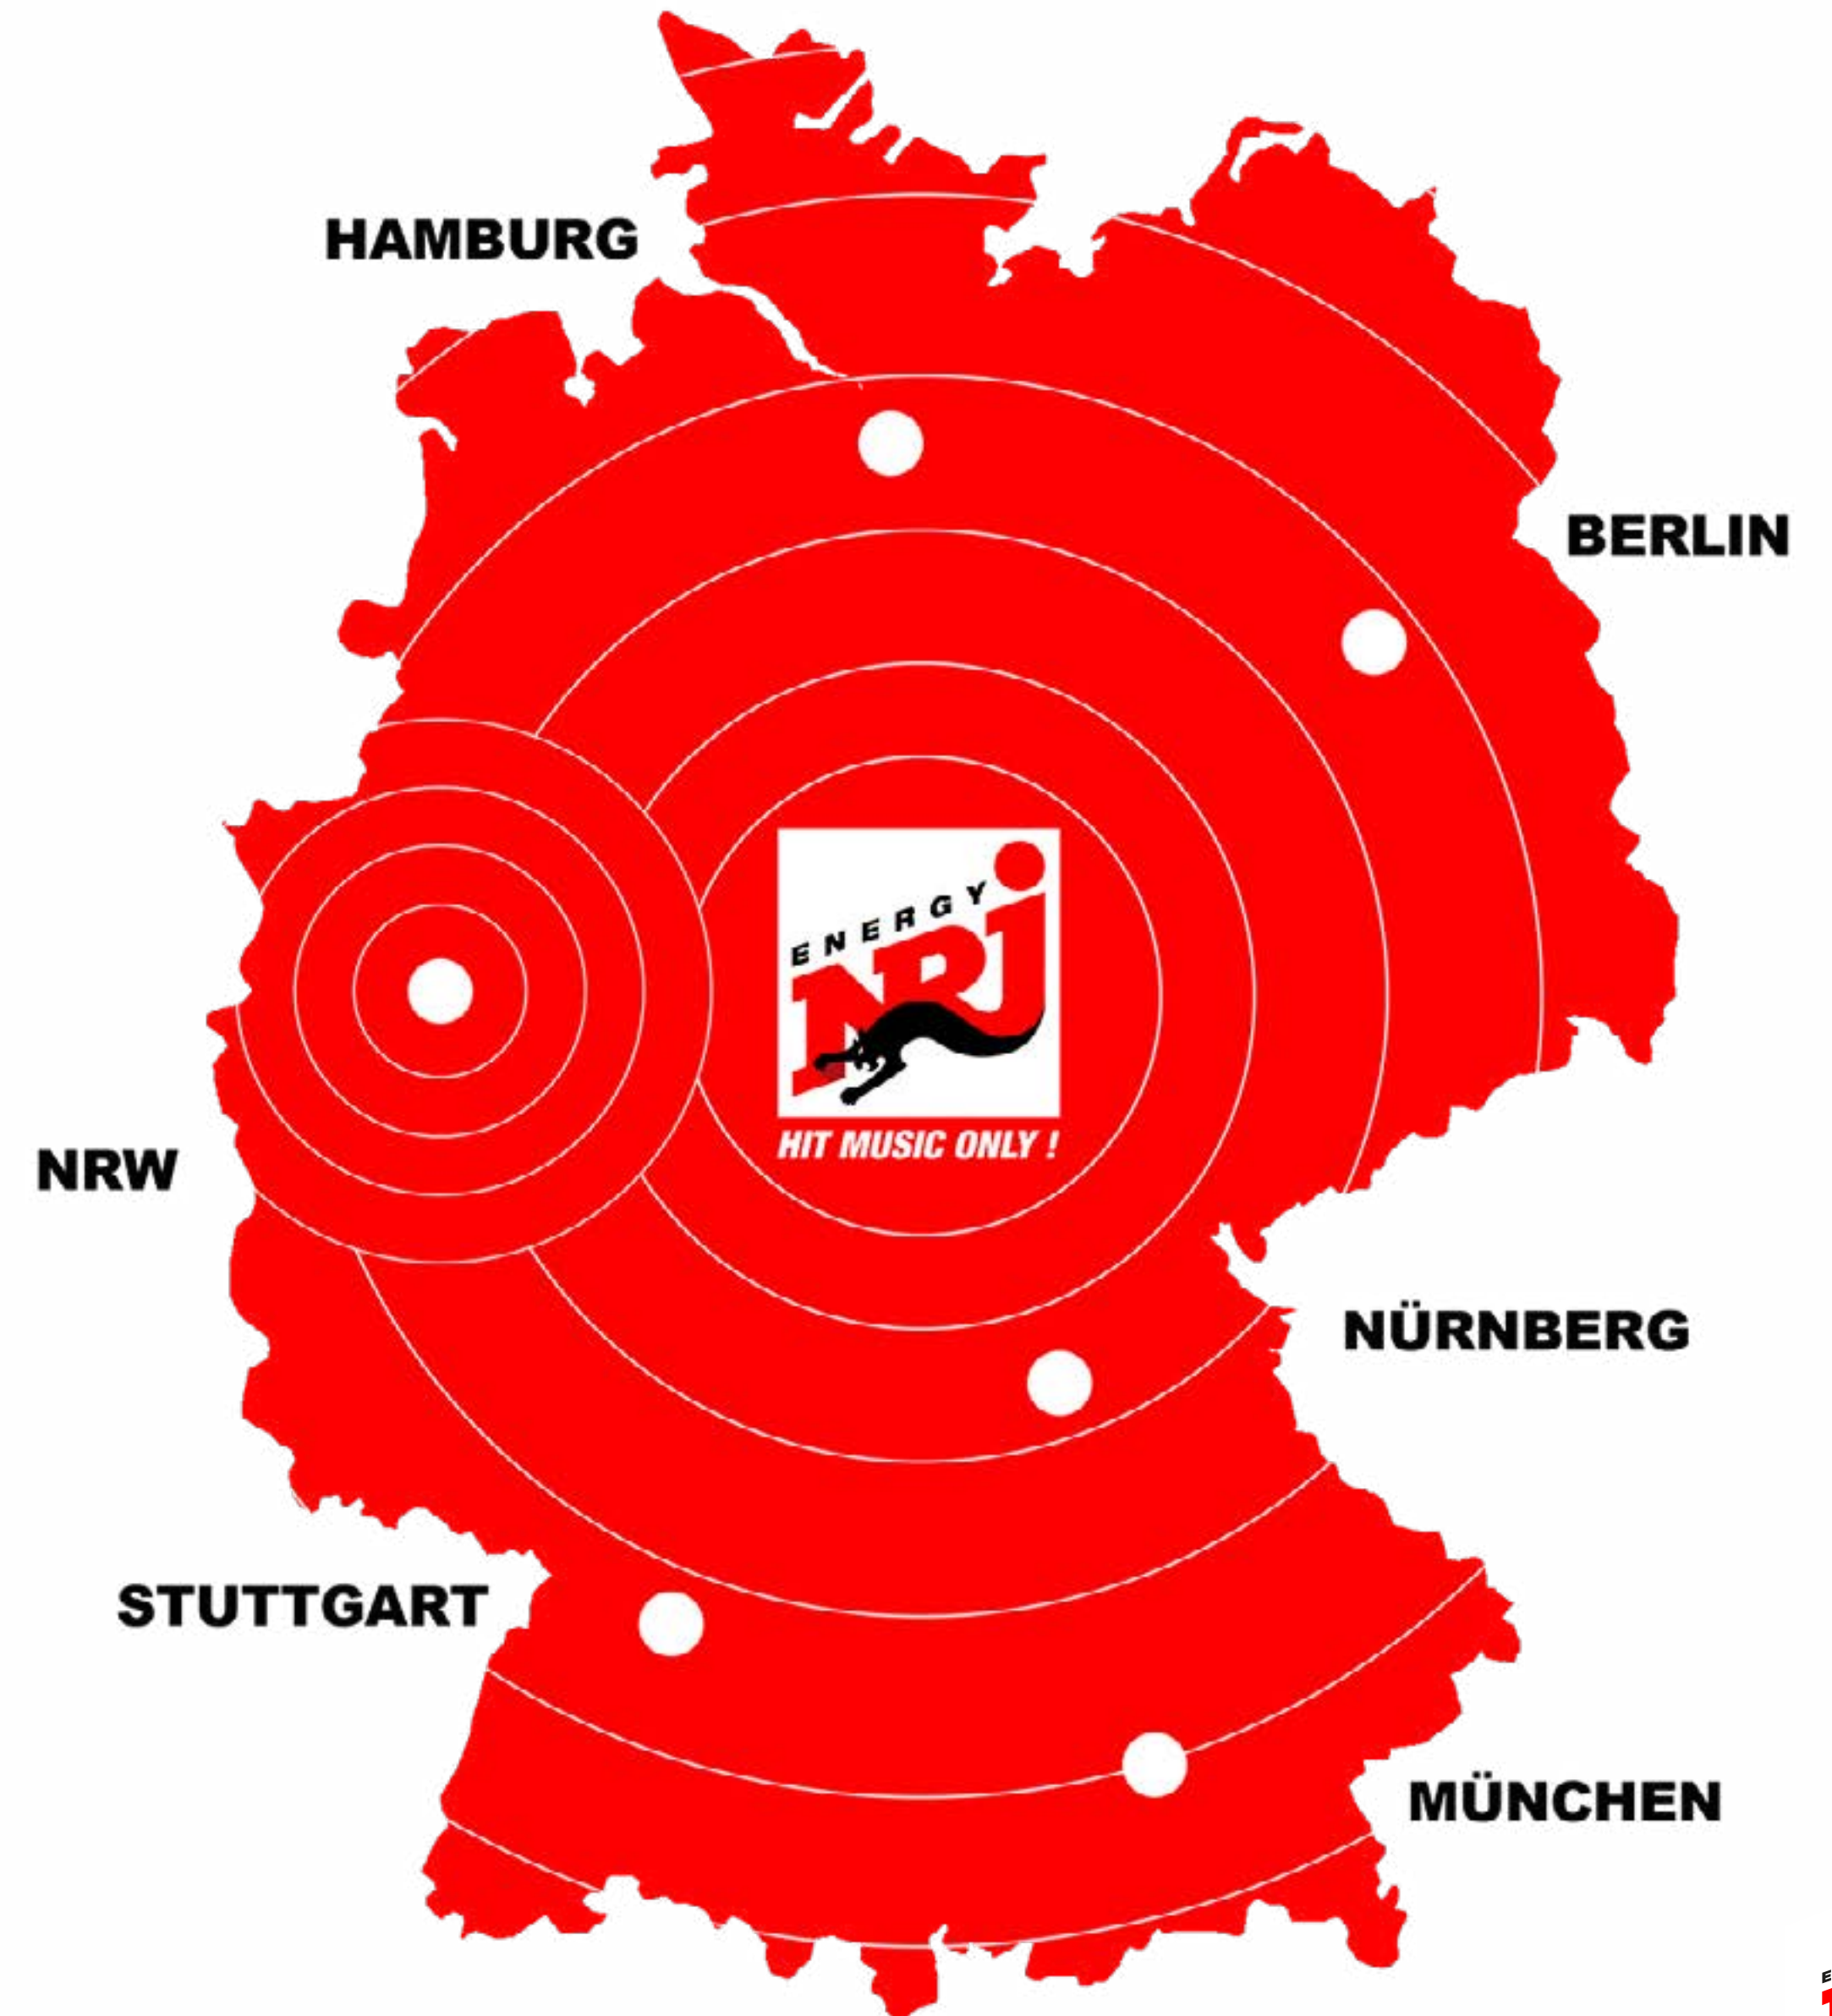 HAMBURG
BERLIN
ENERGY
NRJ
HIT MUSIC ONLY !
NRW
NÜRNBERG
STUTTGART
MÜNCHEN